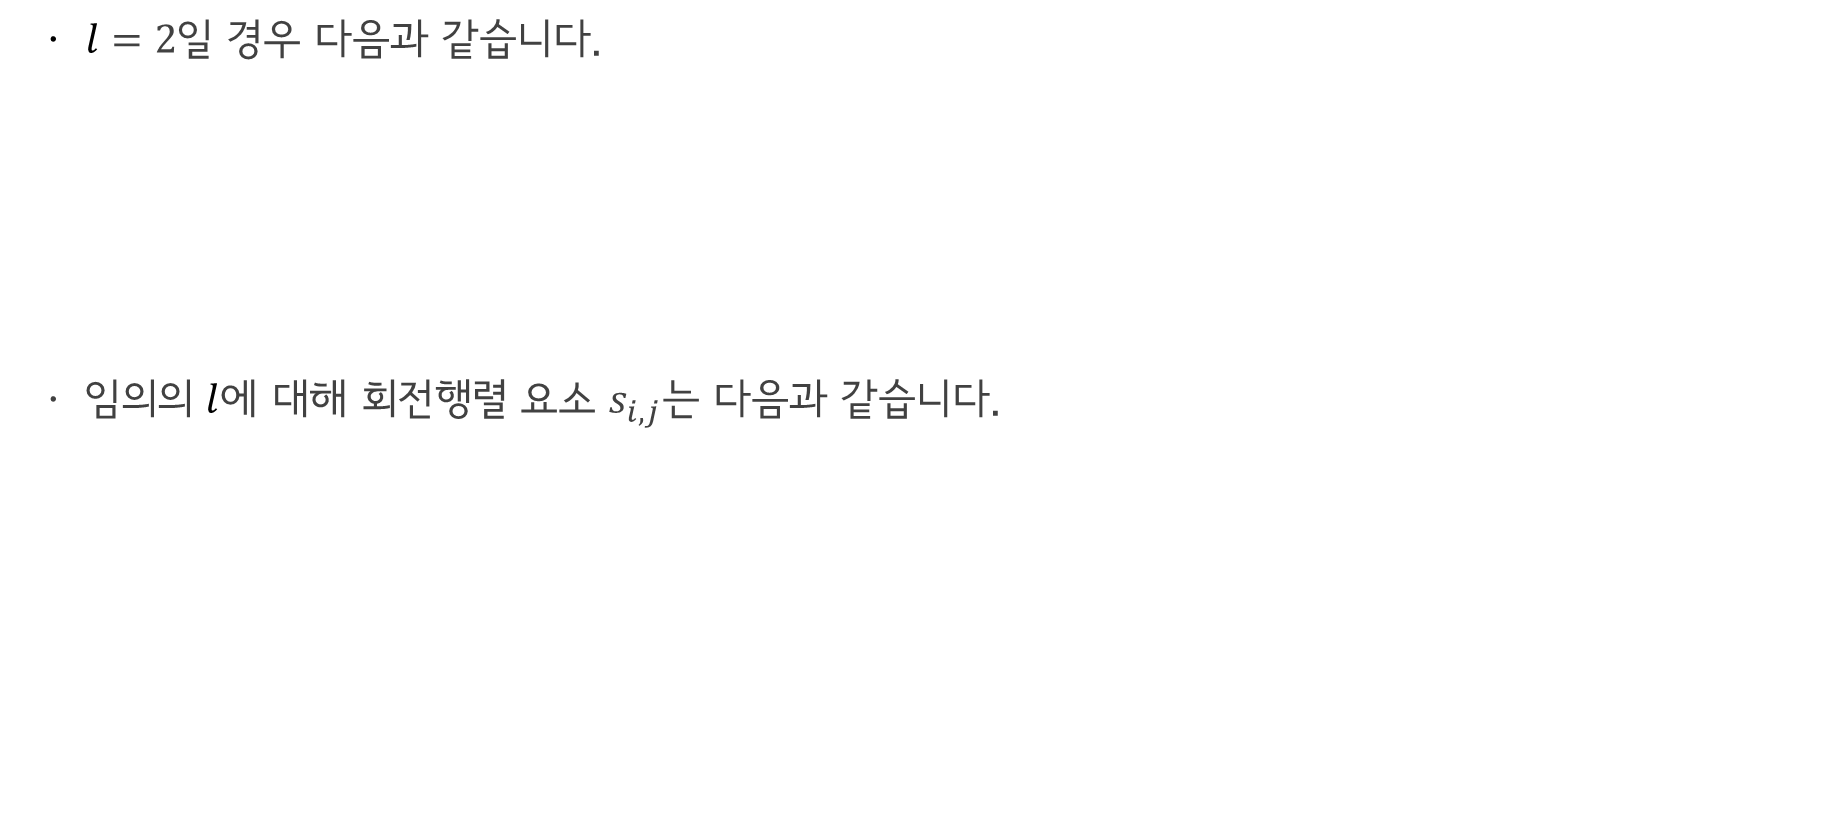 · l = 2일 경우 다음과 같습니다.
· 임의의 l에 대해 회전행렬 요소 s_{i,j}는 다음과 같습니다.